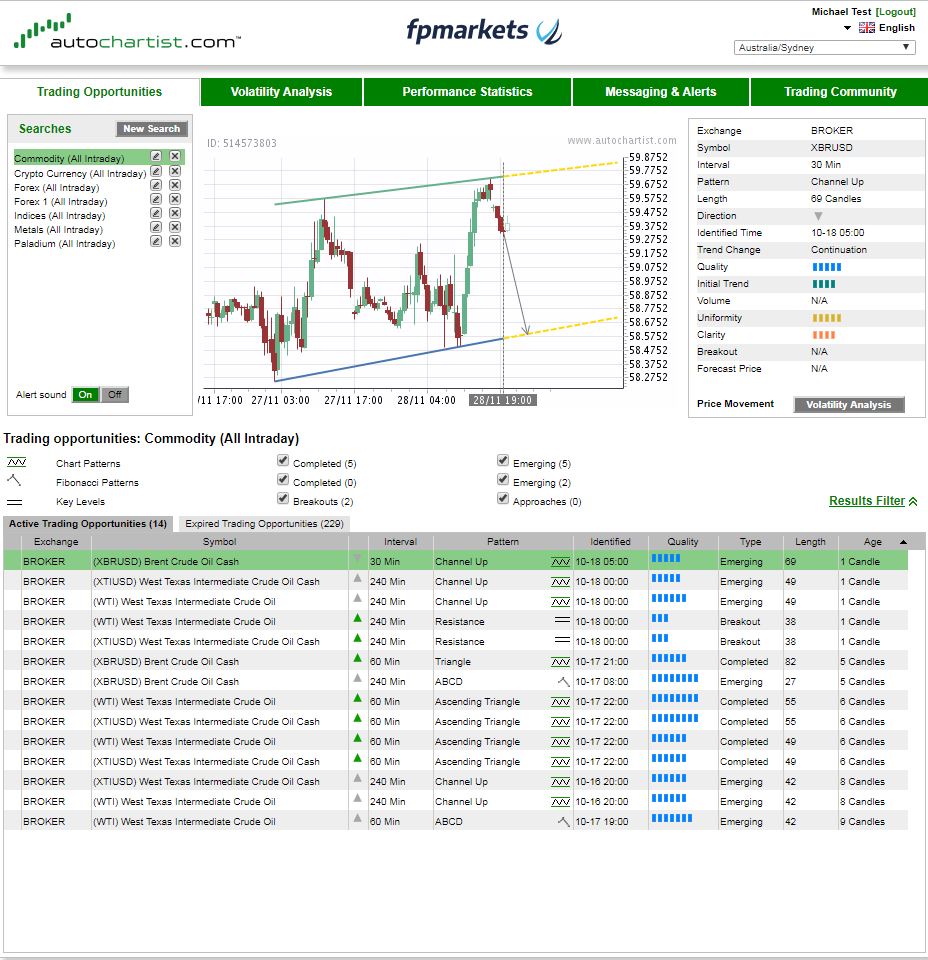 Michael Test [Logout]
autochartist.com™
fpmarkets
English
Australia/Sydney
Trading Opportunities
Volatility Analysis
Performance Statistics
Messaging & Alerts
Trading Community
Searches
New Search
Commodity (All Intraday)
Crypto Currency (All Intraday)
Forex (All Intraday)
Forex 1 (All Intraday)
Indices (All Intraday)
Metals (All Intraday)
Paladium (All Intraday)
Alert sound On Off
ID: 514573803
www.autochartist.com
59.8752
59.7752
59.6752
59.5752
59.4752
59.3752
59.2752
59.1752
59.0752
58.9752
58.8752
58.7752
58.6752
58.5752
58.4752
58.3752
58.2752
/11 17:00 27/11 03:00 27/11 17:00 28/11 04:00 28/11 19:00
Exchange BROKER
Symbol XBRUSD
Interval 30 Min
Pattern Channel Up
Length 69 Candles
Direction
Identified Time 10-18 05:00
Trend Change Continuation
Quality
Initial Trend
Volume N/A
Uniformity
Clarity
Breakout N/A
Forecast Price N/A
Price Movement Volatility Analysis
Trading opportunities: Commodity (All Intraday)
Chart Patterns Completed (5) Emerging (5)
Fibonacci Patterns Completed (0) Emerging (2)
Key Levels Breakouts (2) Approaches (0)
Results Filter
Active Trading Opportunities (14) Expired Trading Opportunities (229)
Exchange Symbol Interval Pattern Identified Quality Type Length Age
BROKER (XBRUSD) Brent Crude Oil Cash 30 Min Channel Up 10-18 05:00 Emerging 69 1 Candle
BROKER (XTIUSD) West Texas Intermediate Crude Oil Cash 240 Min Channel Up 10-18 00:00 Emerging 49 1 Candle
BROKER (WTI) West Texas Intermediate Crude Oil 240 Min Channel Up 10-18 00:00 Emerging 49 1 Candle
BROKER (WTI) West Texas Intermediate Crude Oil 240 Min Resistance 10-18 00:00 Breakout 38 1 Candle
BROKER (XTIUSD) West Texas Intermediate Crude Oil Cash 240 Min Resistance 10-18 00:00 Breakout 38 1 Candle
BROKER (XBRUSD) Brent Crude Oil Cash 60 Min Triangle 10-17 21:00 Completed 82 5 Candles
BROKER (XBRUSD) Brent Crude Oil Cash 240 Min ABCD 10-17 08:00 Emerging 27 5 Candles
BROKER (WTI) West Texas Intermediate Crude Oil 60 Min Ascending Triangle 10-17 22:00 Completed 55 6 Candles
BROKER (XTIUSD) West Texas Intermediate Crude Oil Cash 60 Min Ascending Triangle 10-17 22:00 Completed 55 6 Candles
BROKER (WTI) West Texas Intermediate Crude Oil 60 Min Ascending Triangle 10-17 22:00 Completed 49 6 Candles
BROKER (XTIUSD) West Texas Intermediate Crude Oil Cash 60 Min Ascending Triangle 10-17 22:00 Completed 49 6 Candles
BROKER (XTIUSD) West Texas Intermediate Crude Oil Cash 240 Min Channel Up 10-16 20:00 Emerging 42 8 Candles
BROKER (WTI) West Texas Intermediate Crude Oil 240 Min Channel Up 10-16 20:00 Emerging 42 8 Candles
BROKER (WTI) West Texas Intermediate Crude Oil 60 Min ABCD 10-17 19:00 Emerging 42 9 Candles